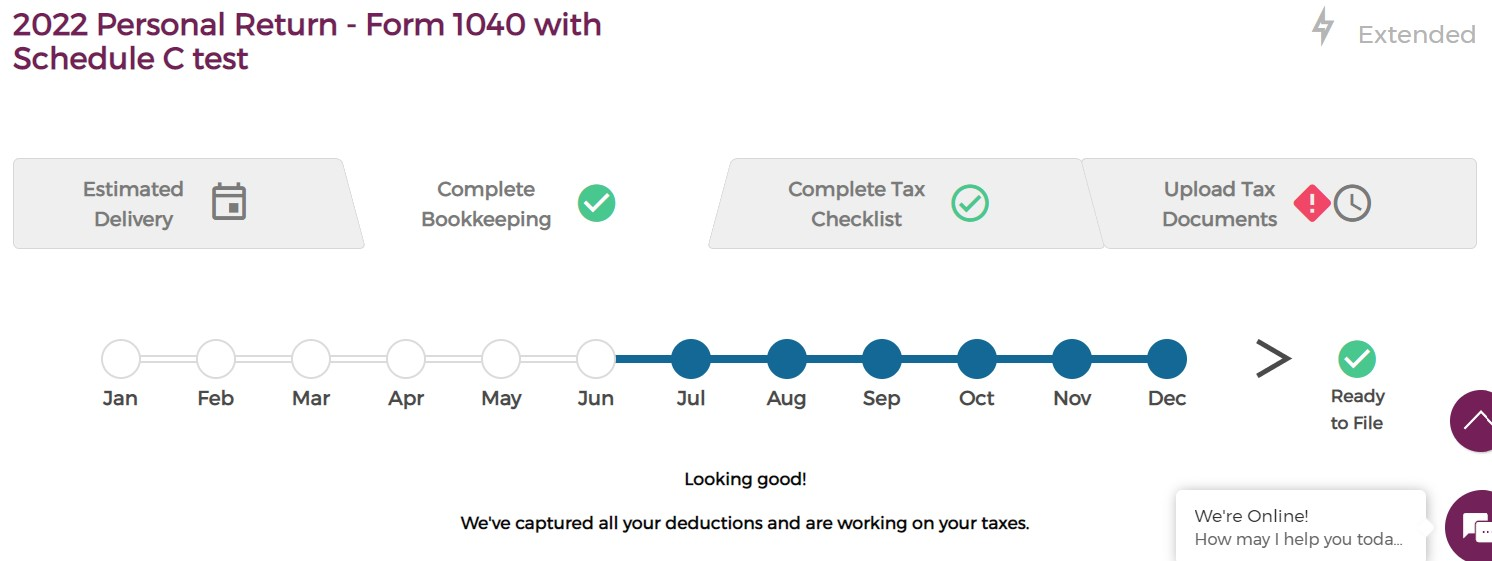 2022 Personal Return - Form 1040 with
Schedule C test
Extended
Estimated
Delivery
Complete
Bookkeeping
Complete Tax
Checklist
Upload Tax
Documents
Jan
Feb
Mar
Apr
May
Jun
Jul
Aug
Sep
Oct
Nov
Dec
Ready
to File
Looking good!
We've captured all your deductions and are working on your taxes.
We're Online!
How may I help you toda...